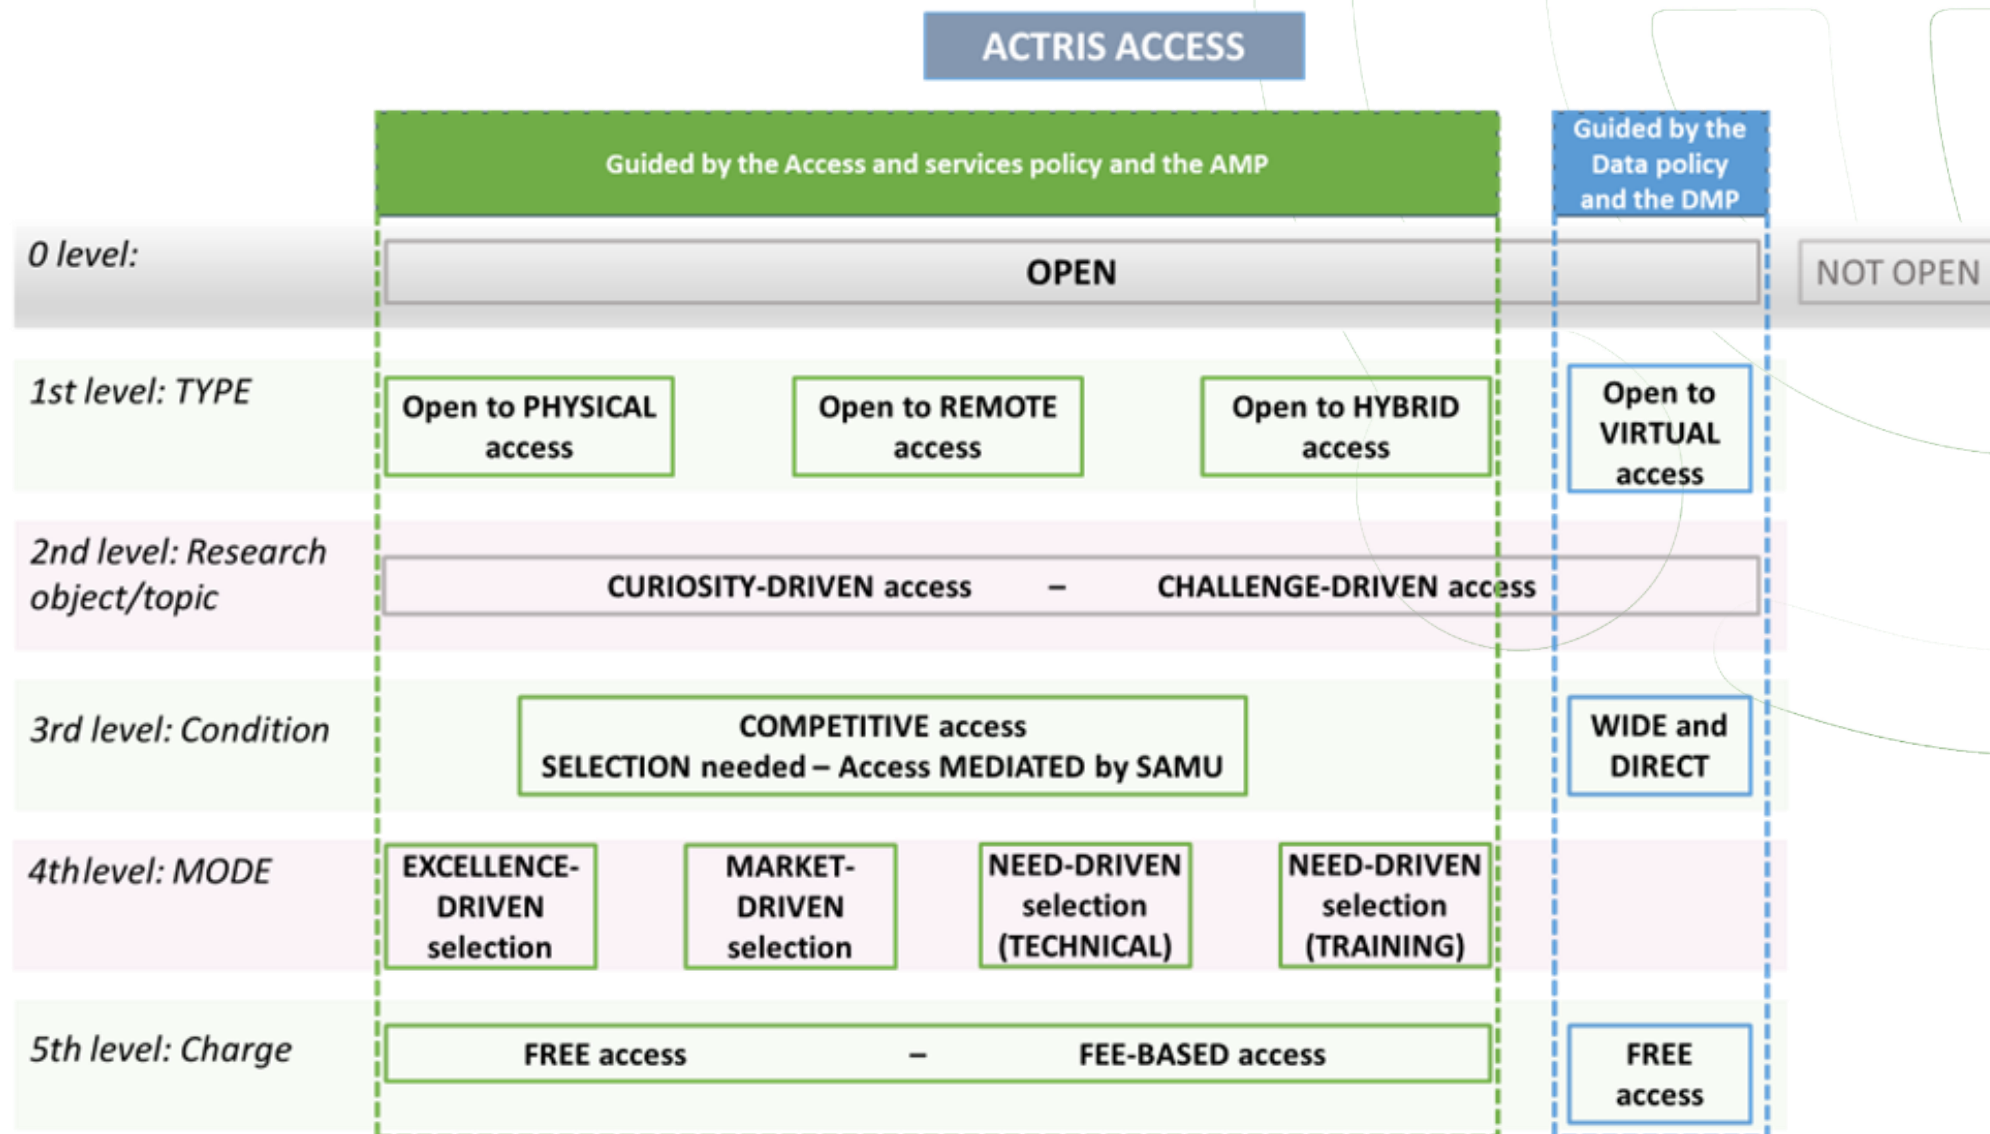 ACTRIS ACCESS
Guided by the Access and services policy and the AMP
Guided by the
Data policy
and the DMP
0 level:
OPEN
NOT OPEN
1st level: TYPE
Open to PHYSICAL
access
Open to REMOTE
access
Open to HYBRID
access
Open to
VIRTUAL
access
2nd level: Research
object/topic
CURIOSITY-DRIVEN access – CHALLENGE-DRIVEN access
3rd level: Condition
COMPETITIVE access
SELECTION needed – Access MEDIATED by SAMU
WIDE and
DIRECT
4th level: MODE
EXCELLENCE-
DRIVEN
selection
MARKET-
DRIVEN
selection
NEED-DRIVEN
selection
(TECHNICAL)
NEED-DRIVEN
selection
(TRAINING)
5th level: Charge
FREE access – FEE-BASED access
FREE
access